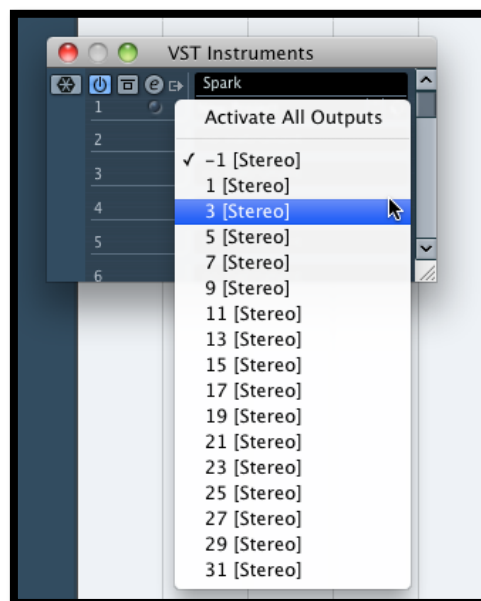 VST Instruments
e Spark
1
2
3
4
5
6
Activate All Outputs
✓ -1 [Stereo]
1 [Stereo]
3 [Stereo]
5 [Stereo]
7 [Stereo]
9 [Stereo]
11 [Stereo]
13 [Stereo]
15 [Stereo]
17 [Stereo]
19 [Stereo]
21 [Stereo]
23 [Stereo]
25 [Stereo]
27 [Stereo]
29 [Stereo]
31 [Stereo]